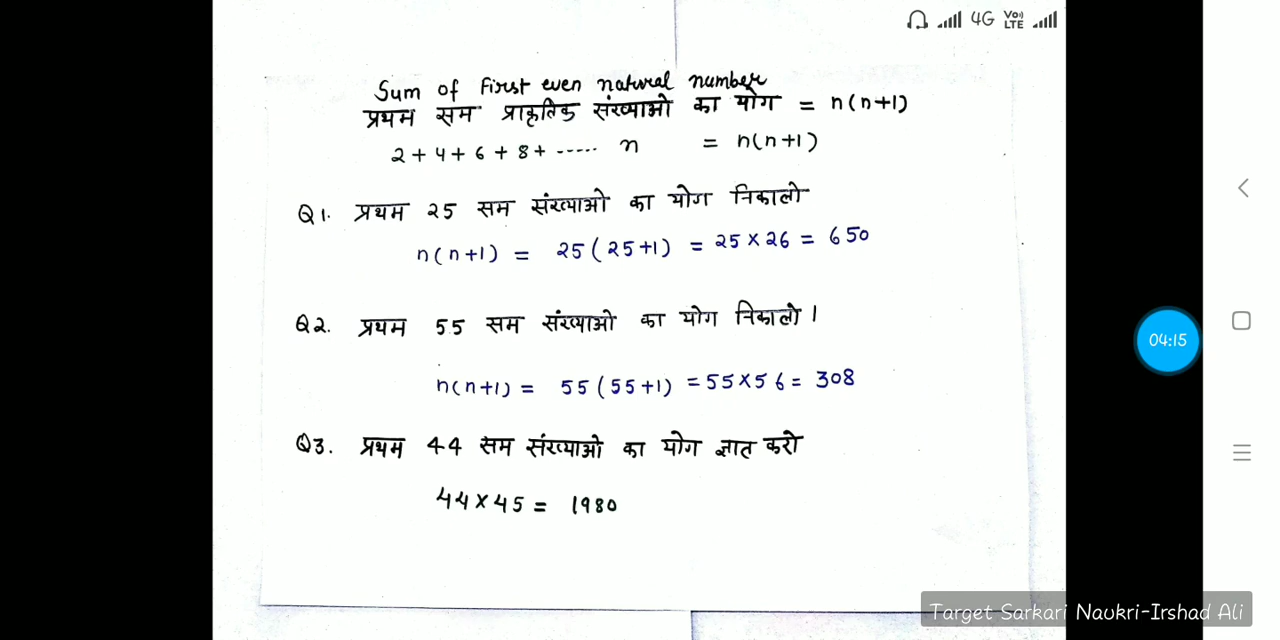 4G VoLTE
Sum of First even natural number
प्रथम सम प्राकृतिक संख्याओ का योग = n(n+1)
2+4+6+8+ ----- n = n(n+1)
Q1. प्रथम 25 सम संख्याओ का योग निकालो
n(n+1) = 25(25+1) = 25×26 = 650
Q2. प्रथम 55 सम संख्याओ का योग निकालो।
n(n+1) = 55(55+1) = 55×56 = 308
Q3. प्रथम 44 सम संख्याओ का योग ज्ञात करो
44×45 = 1980
04:15
Target Sarkari Naukri-Irshad Ali